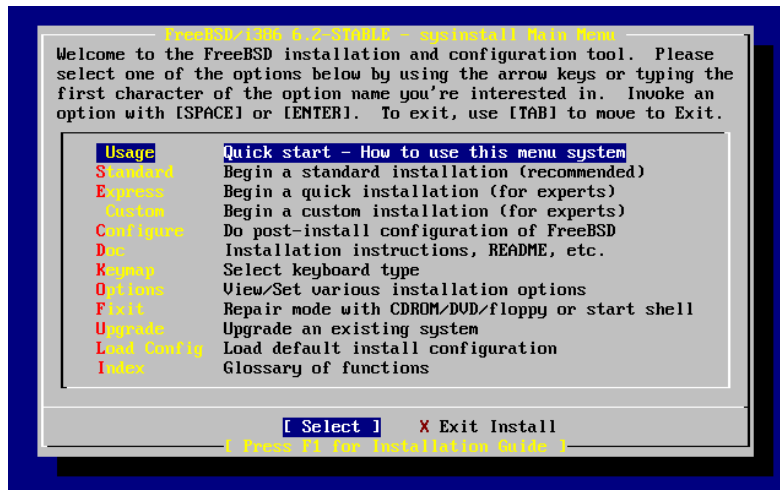 FreeBSD/i386 6.2-STABLE - sysinstall Main Menu
Welcome to the FreeBSD installation and configuration tool. Please
select one of the options below by using the arrow keys or typing the
first character of the option name you're interested in. Invoke an
option with [SPACE] or [ENTER]. To exit, use [TAB] to move to Exit.
Usage Quick start - How to use this menu system
Standard Begin a standard installation (recommended)
Express Begin a quick installation (for experts)
Custom Begin a custom installation (for experts)
Configure Do post-install configuration of FreeBSD
Doc Installation instructions, README, etc.
Keymap Select keyboard type
Options View/Set various installation options
Fixit Repair mode with CDROM/DVD/floppy or start shell
Upgrade Upgrade an existing system
Load Config Load default install configuration
Index Glossary of functions
[ Select ] X Exit Install
[ Press F1 for Installation Guide ]